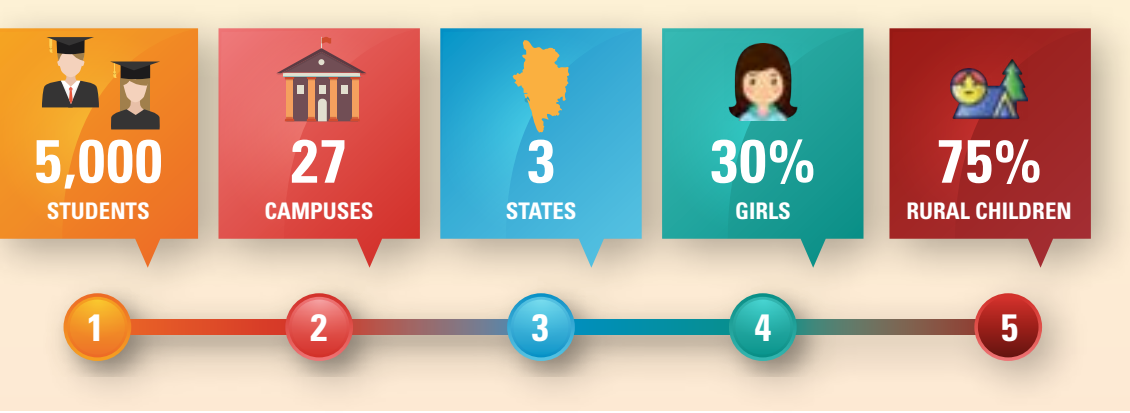 5,000
STUDENTS
27
CAMPUSES
3
STATES
30%
GIRLS
75%
RURAL CHILDREN
1
2
3
4
5